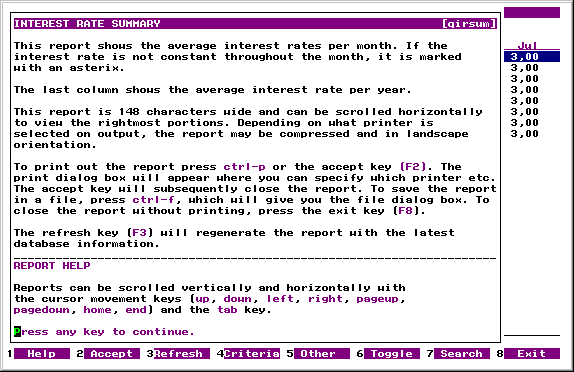 INTEREST RATE SUMMARY [qirsum]
This report shows the average interest rates per month. If the
interest rate is not constant throughout the month, it is marked
with an asterix.
The last column shows the average interest rate per year.
This report is 148 characters wide and can be scrolled horizontally
to view the rightmost portions. Depending on what printer is
selected on output, the report may be compressed and in landscape
orientation.
To print out the report press ctrl-p or the accept key (F2). The
print dialog box will appear where you can specify which printer etc.
The accept key will subsequently close the report. To save the report
in a file, press ctrl-f, which will give you the file dialog box. To
close the report without printing, press the exit key (F8).
The refresh key (F3) will regenerate the report with the latest
database information.
REPORT HELP
Reports can be scrolled vertically and horizontally with
the cursor movement keys (up, down, left, right, pageup,
pagedown, home, end) and the tab key.
Press any key to continue.
Jul
3,00
3,00
3,00
3,00
3,00
3,00
3,00
3,00
1 Help 2 Accept 3Refresh 4Criteria 5 Other 6 Toggle 7 Search 8 Exit